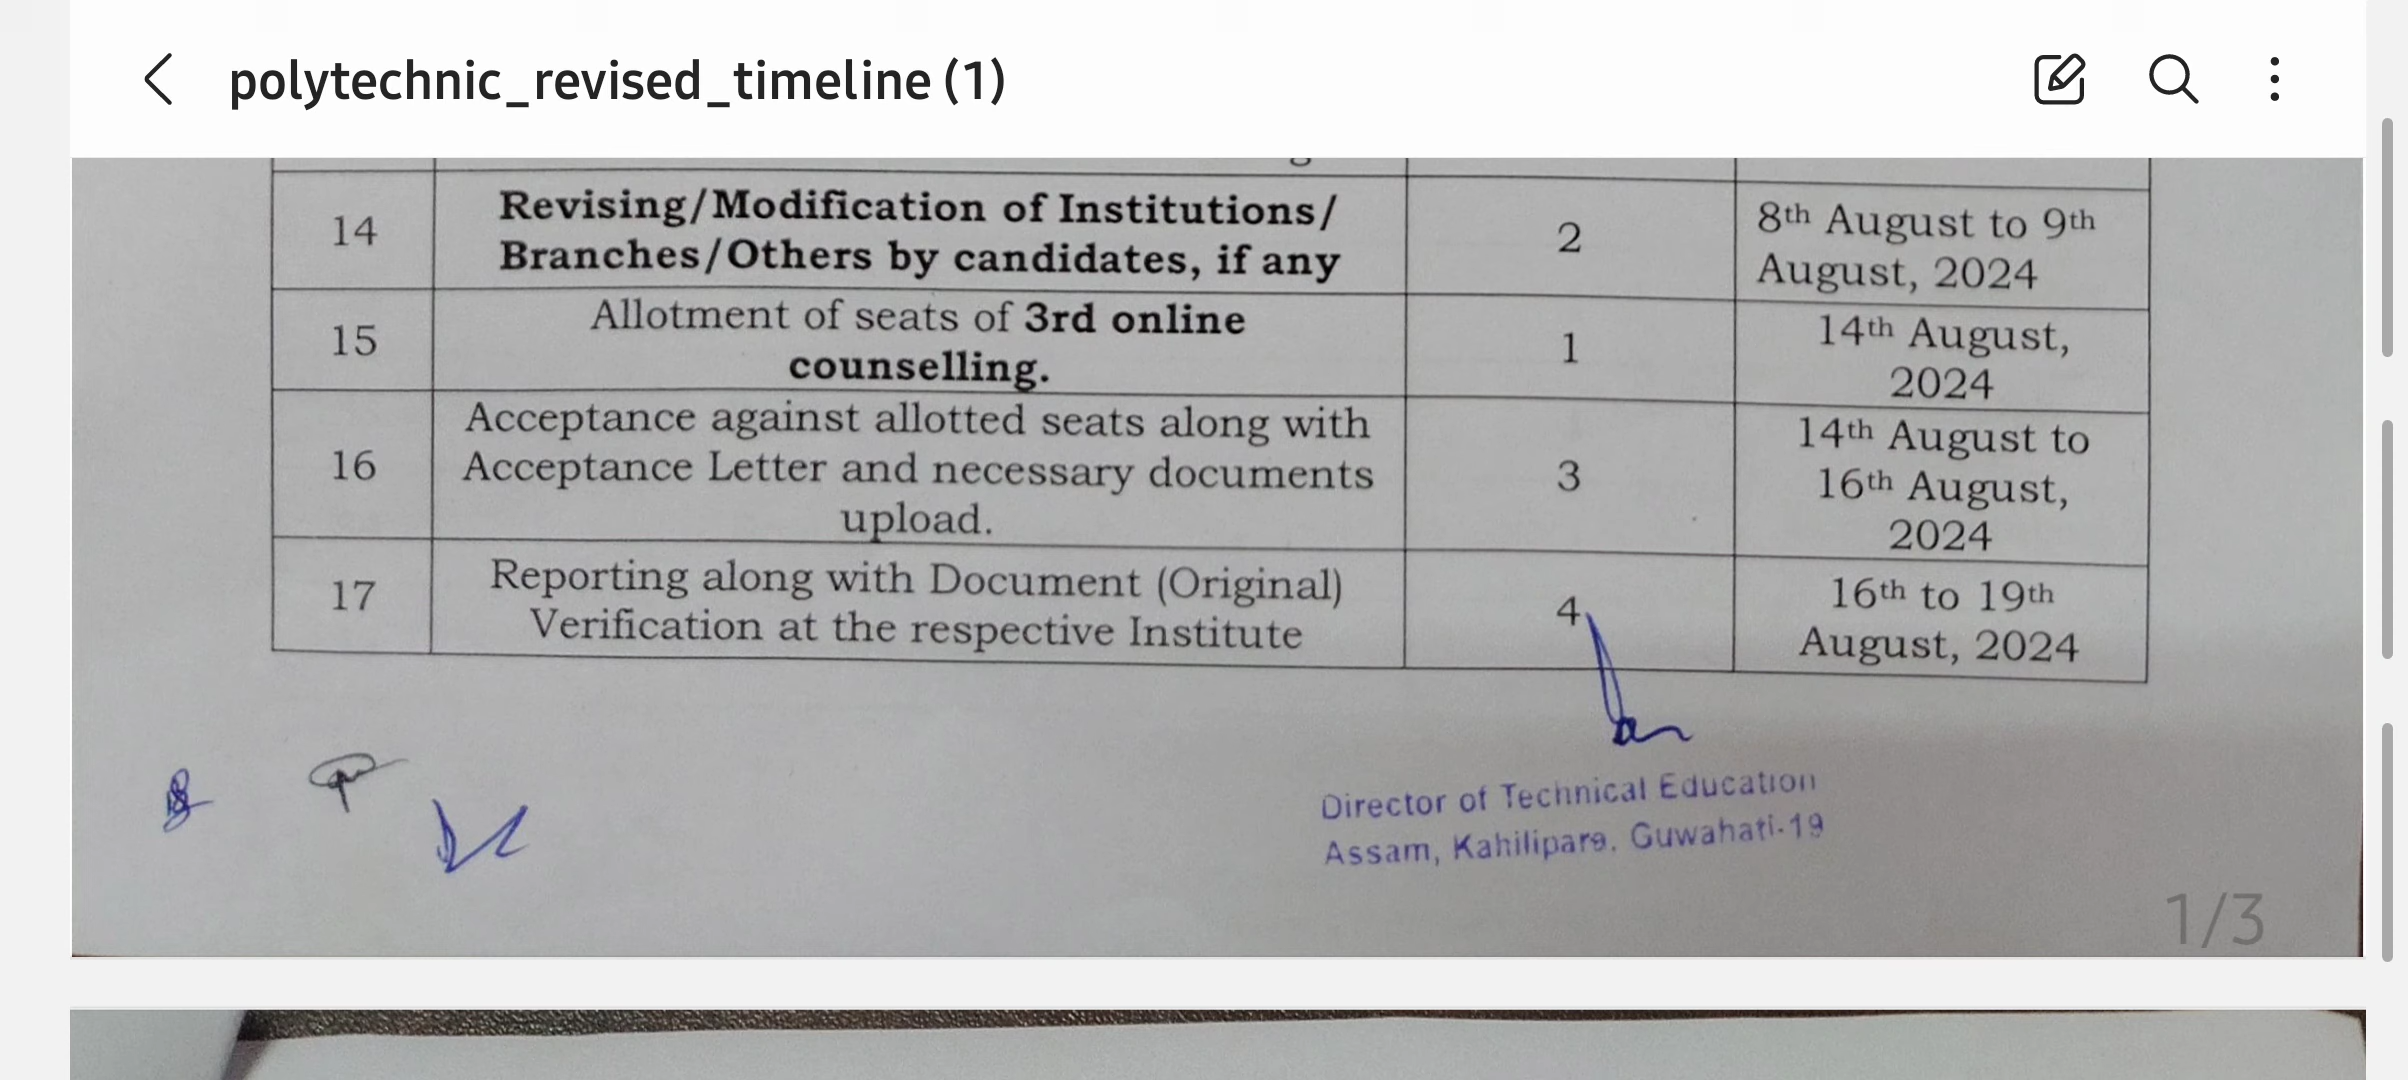 polytechnic_revised_timeline (1)
14
Revising/Modification of Institutions/
Branches/Others by candidates, if any
2
8th August to 9th
August, 2024
15
Allotment of seats of 3rd online
counselling.
1
14th August,
2024
16
Acceptance against allotted seats along with
Acceptance Letter and necessary documents
upload.
3
14th August to
16th August,
2024
17
Reporting along with Document (Original)
Verification at the respective Institute
4
16th to 19th
August, 2024
Director of Technical Education
Assam, Kahilipara. Guwahati-19
1/3